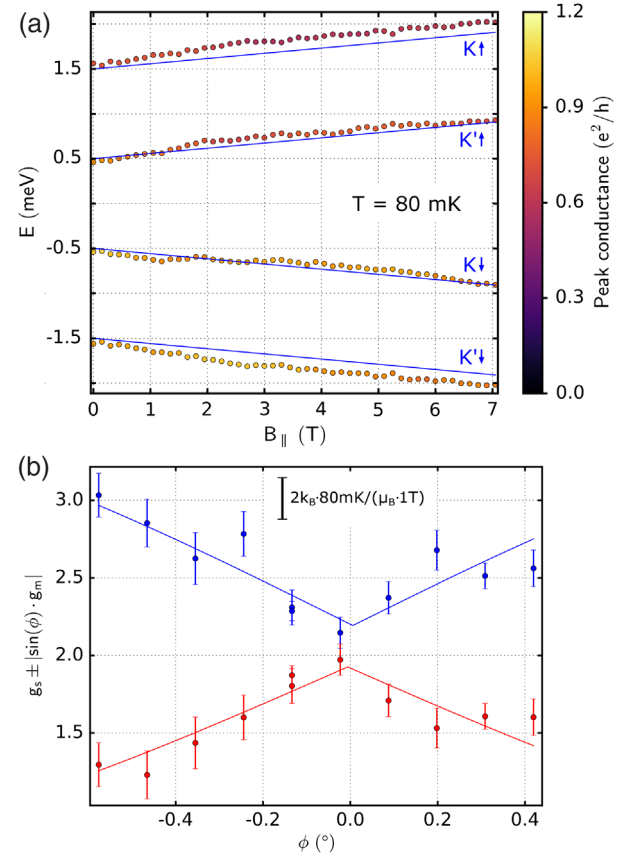 (a)
E (meV)
1.5
0.5
-0.5
-1.5
K↑
K'↑
T = 80 mK
K↓
K'↓
0 1 2 3 4 5 6 7
B∥ (T)
1.2
0.9
0.6
0.3
0.0
Peak conductance (e²/h)
(b)
gₛ ± |sin(ϕ) · gₘ|
3.0
2.5
2.0
1.5
2k_B·80mK/(μ_B·1T)
-0.4 -0.2 0.0 0.2 0.4
ϕ (°)